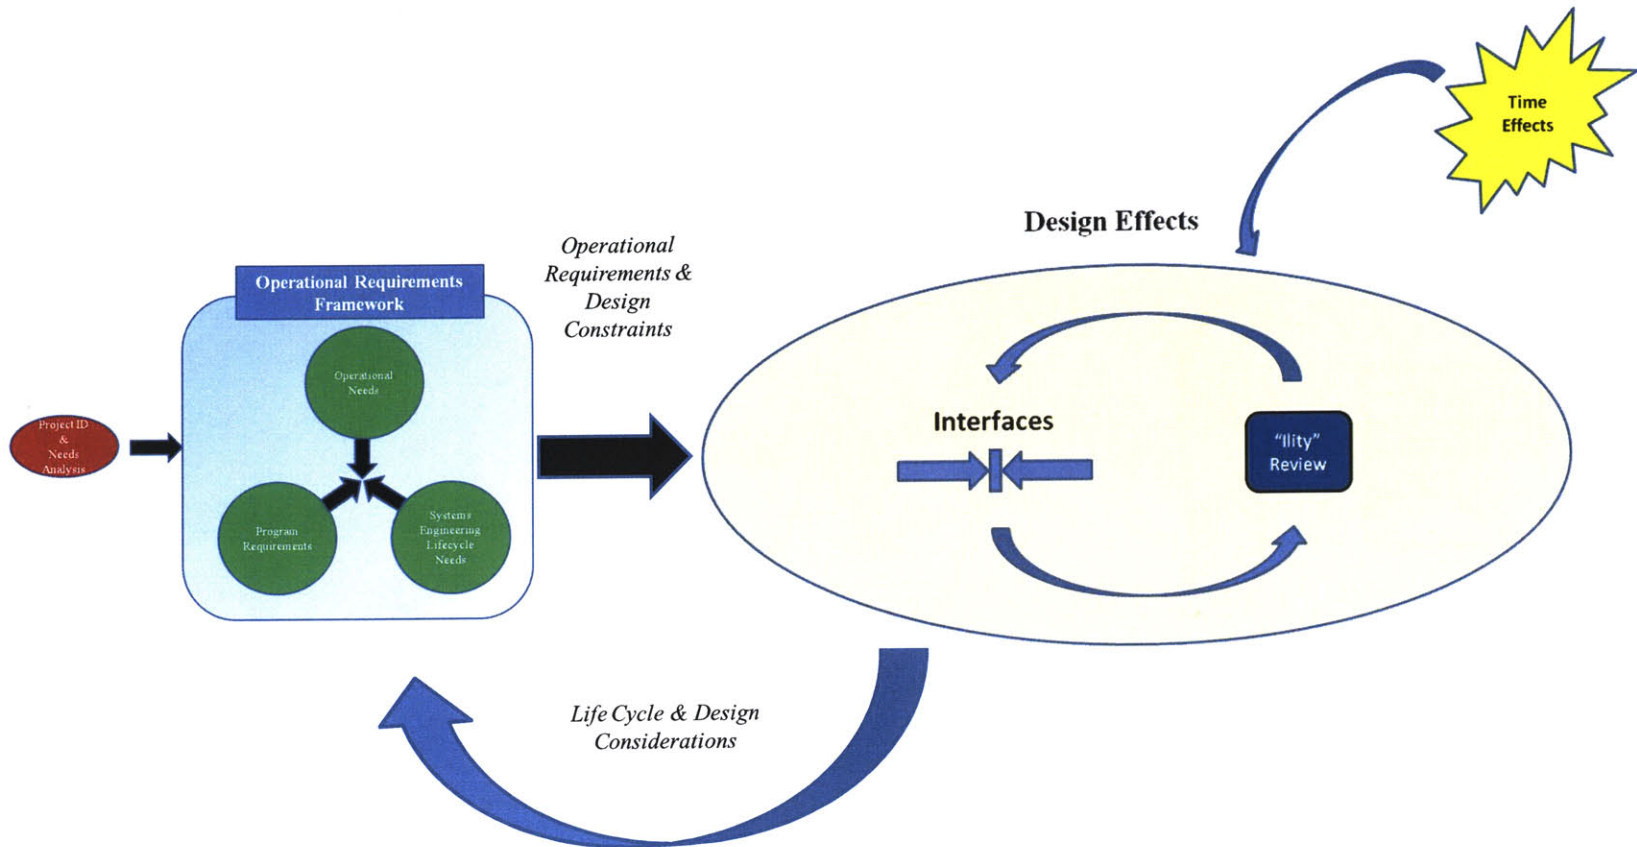 Time
Effects
Design Effects
Operational
Requirements &
Design
Constraints
Operational Requirements
Framework
Operational
Needs
Project ID
&
Needs
Analysis
Program
Requirements
Systems
Engineering
Lifecycle
Needs
Interfaces
“Ility”
Review
Life Cycle & Design
Considerations